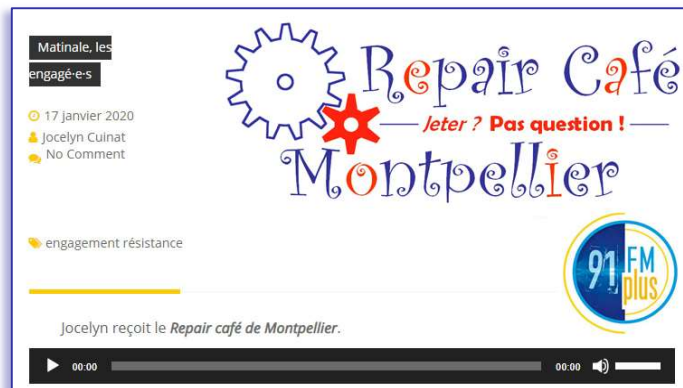 Matinale, les
engagé·e·s
17 janvier 2020
Jocelyn Cuinat
No Comment
engagement résistance
Repair Café
Jeter ? Pas question !
Montpellier
91 FM
plus
Jocelyn reçoit le Repair café de Montpellier.
00:00 00:00